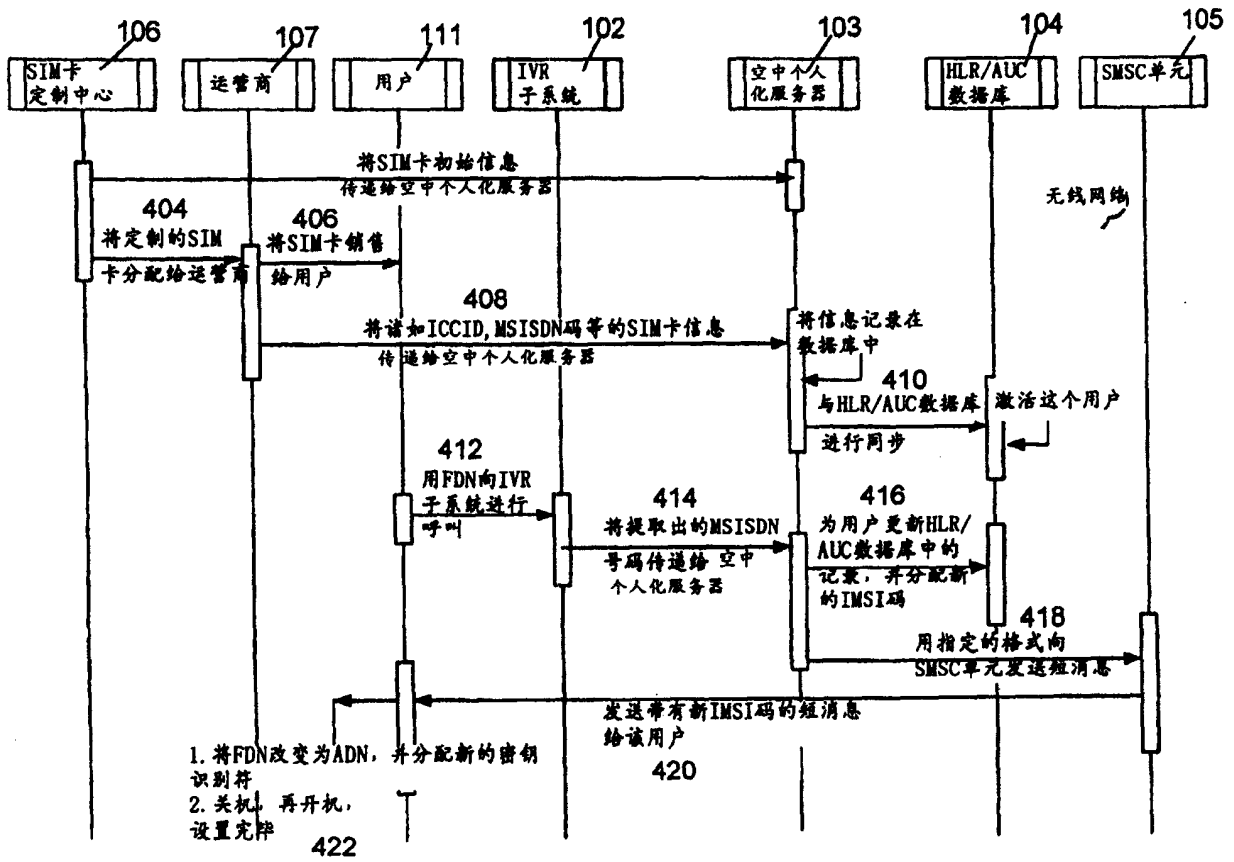 106
107
111
102
103
104
105
SIM卡
定制中心
运营商
用户
IVR
子系统
空中个人
化服务器
HLR/AUC
数据库
SMSC单元
将SIM卡初始信息
传递给空中个人化服务器
无线网络
404
将定制的SIM
卡分配给运营商
406
将SIM卡销售
给用户
408
将诸如ICCID,MSISDN码等的SIM卡信息
传递给空中个人化服务器
将信息记录在
数据库中
410
与HLR/AUC数据库
进行同步
激活这个用户
412
用FDN向IVR
子系统进行
呼叫
414
将提取出的MSISDN
号码传递给 空中
个人化服务器
416
为用户更新HLR/
AUC数据库中的
记录,并分配新
的IMSI码
418
用指定的格式向
SMSC单元发送短消息
发送带有新IMSI码的短消息
给该用户
420
1.将FDN改变为ADN,并分配新的密钥
识别符
2.关机,再开机,
设置完毕
422